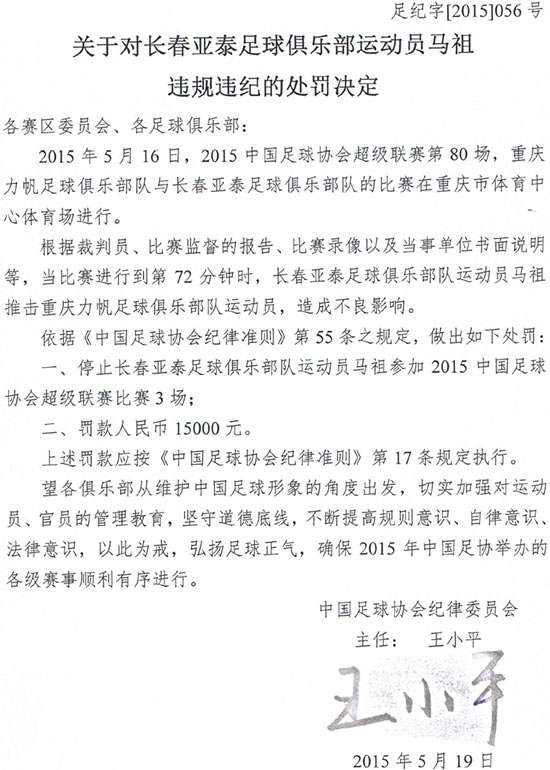 足纪字[2015]056 号
关于对长春亚泰足球俱乐部运动员马祖
违规违纪的处罚决定
各赛区委员会、各足球俱乐部：
2015 年 5 月 16 日，2015 中国足球协会超级联赛第 80 场，重庆
力帆足球俱乐部队与长春亚泰足球俱乐部队的比赛在重庆市体育中
心体育场进行。
根据裁判员、比赛监督的报告、比赛录像以及当事单位书面说明
等，当比赛进行到第 72 分钟时，长春亚泰足球俱乐部队运动员马祖
推击重庆力帆足球俱乐部队运动员，造成不良影响。
依据《中国足球协会纪律准则》第 55 条之规定，做出如下处罚：
一、停止长春亚泰足球俱乐部队运动员马祖参加 2015 中国足球
协会超级联赛比赛 3 场；
二、罚款人民币 15000 元。
上述罚款应按《中国足球协会纪律准则》第 17 条规定执行。
望各俱乐部从维护中国足球形象的角度出发，切实加强对运动
员、官员的管理教育，坚守道德底线，不断提高规则意识、自律意识、
法律意识，以此为戒，弘扬足球正气，确保 2015 年中国足协举办的
各级赛事顺利有序进行。
中国足球协会纪律委员会
主任： 王小平
王小平
2015 年 5 月 19 日